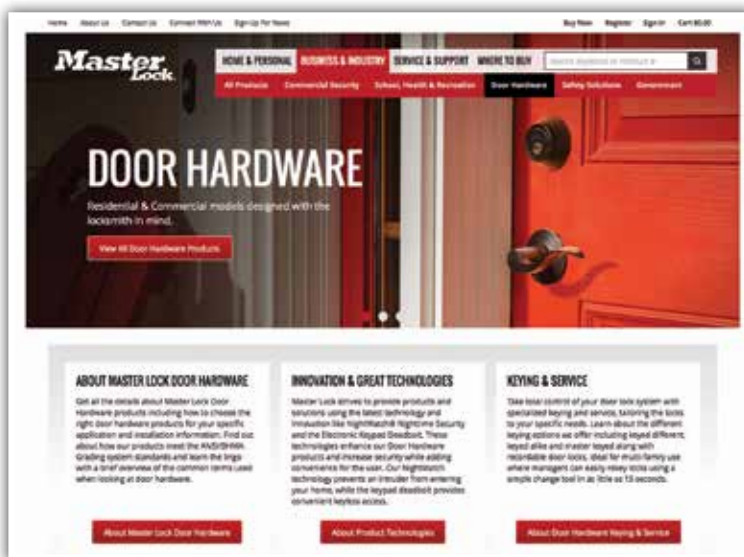 Home About Us Contact Us Connect With Us Sign Up For News
Buy Now Register Sign In Cart $0.00
Master Lock
HOME & PERSONAL BUSINESS & INDUSTRY SERVICE & SUPPORT WHERE TO BUY
All Products Commercial Security School, Health & Recreation Door Hardware Safety Solutions Government
DOOR HARDWARE
Residential & Commercial models designed with the
locksmith in mind.
View All Door Hardware Products
ABOUT MASTER LOCK DOOR HARDWARE
Get all the details about Master Lock Door
Hardware products including how to choose the
right door hardware products for your specific
application and installation information. Find out
about how our products meet the ANSI/BHMA
Grading system standards and learn the lingo
with a brief overview of the common terms used
when looking at door hardware.
About Master Lock Door Hardware
INNOVATION & GREAT TECHNOLOGIES
Master Lock strives to provide products and
solutions using the latest technology and
innovation like NightWatch® Nighttime Security
and the Electronic Keypad Deadbolt. These
technologies enhance our Door Hardware
products and increase security while adding
convenience for the user. Our NightWatch
technology prevents an intruder from entering
your home, while the keypad deadbolt provides
convenient keyless access.
About Product Technologies
KEYING & SERVICE
Take total control of your door lock system with
specialized keying and service, tailoring the locks
to your specific needs. Learn about the different
keying options we offer including keyed different,
keyed alike and master keyed along with
recordable door locks, ideal for multi-family use
where managers can easily rekey locks using a
simple change tool in as little as 15 seconds.
About Door Hardware Keying & Service